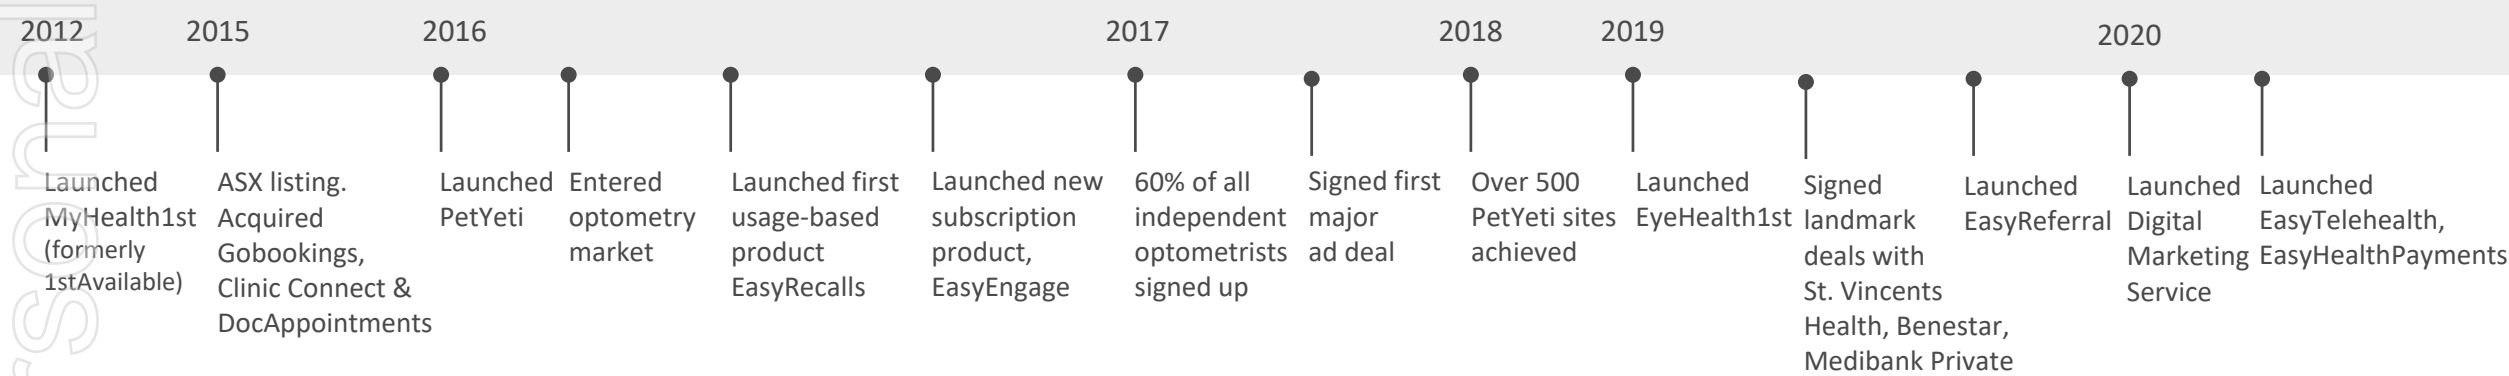 2012
2015
2016
2017
2018
2019
2020
Launched
MyHealth1st
(formerly
1stAvailable)
ASX listing.
Acquired
Gobookings,
Clinic Connect &
DocAppointments
Launched
PetYeti
Entered
optometry
market
Launched first
usage-based
product
EasyRecalls
Launched new
subscription
product,
EasyEngage
60% of all
independent
optometrists
signed up
Signed first
major
ad deal
Over 500
PetYeti sites
achieved
Launched
EyeHealth1st
Signed
landmark
deals with
St. Vincents
Health, Benestar,
Medibank Private
Launched
EasyReferral
Launched
Digital
Marketing
Service
Launched
EasyTelehealth,
EasyHealthPayments